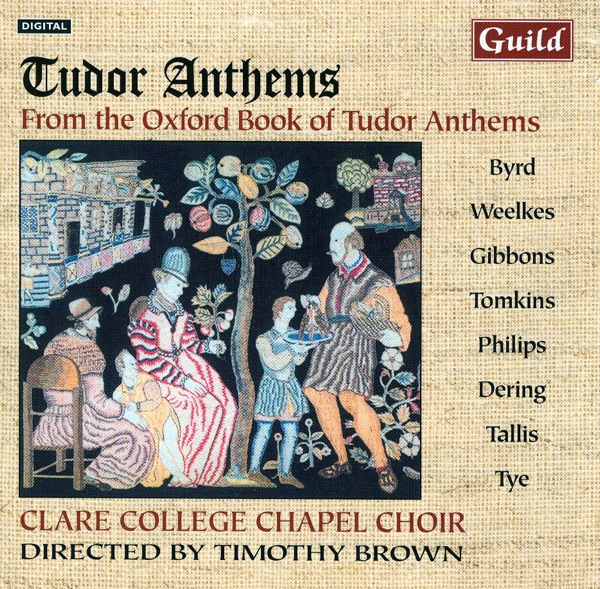 DIGITAL
Guild
Tudor Anthems
From the Oxford Book of Tudor Anthems
Byrd
Weelkes
Gibbons
Tomkins
Philips
Dering
Tallis
Tye
CLARE COLLEGE CHAPEL CHOIR
DIRECTED BY TIMOTHY BROWN